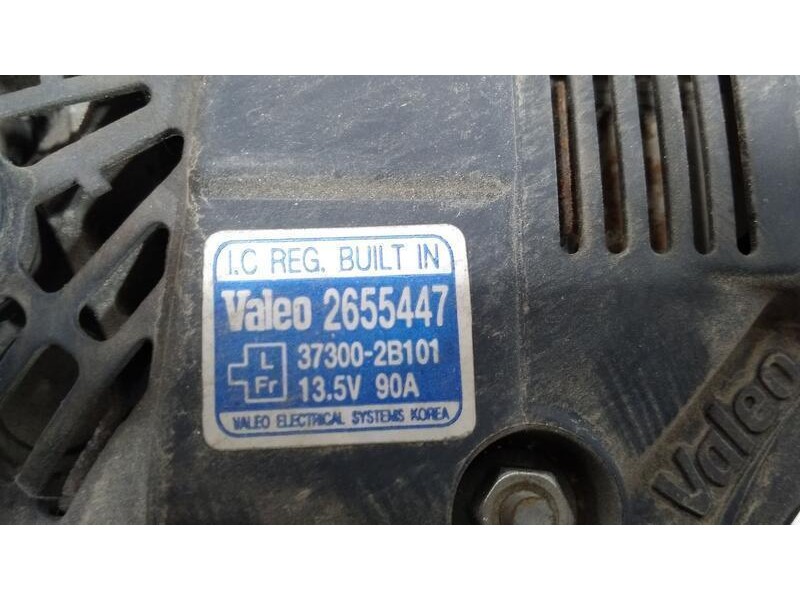 I.C REG. BUILT IN
Valeo 2655447
L 37300-2B101
Fr 13.5V 90A
VALEO ELECTRICAL SYSTEMS KOREA
Valeo